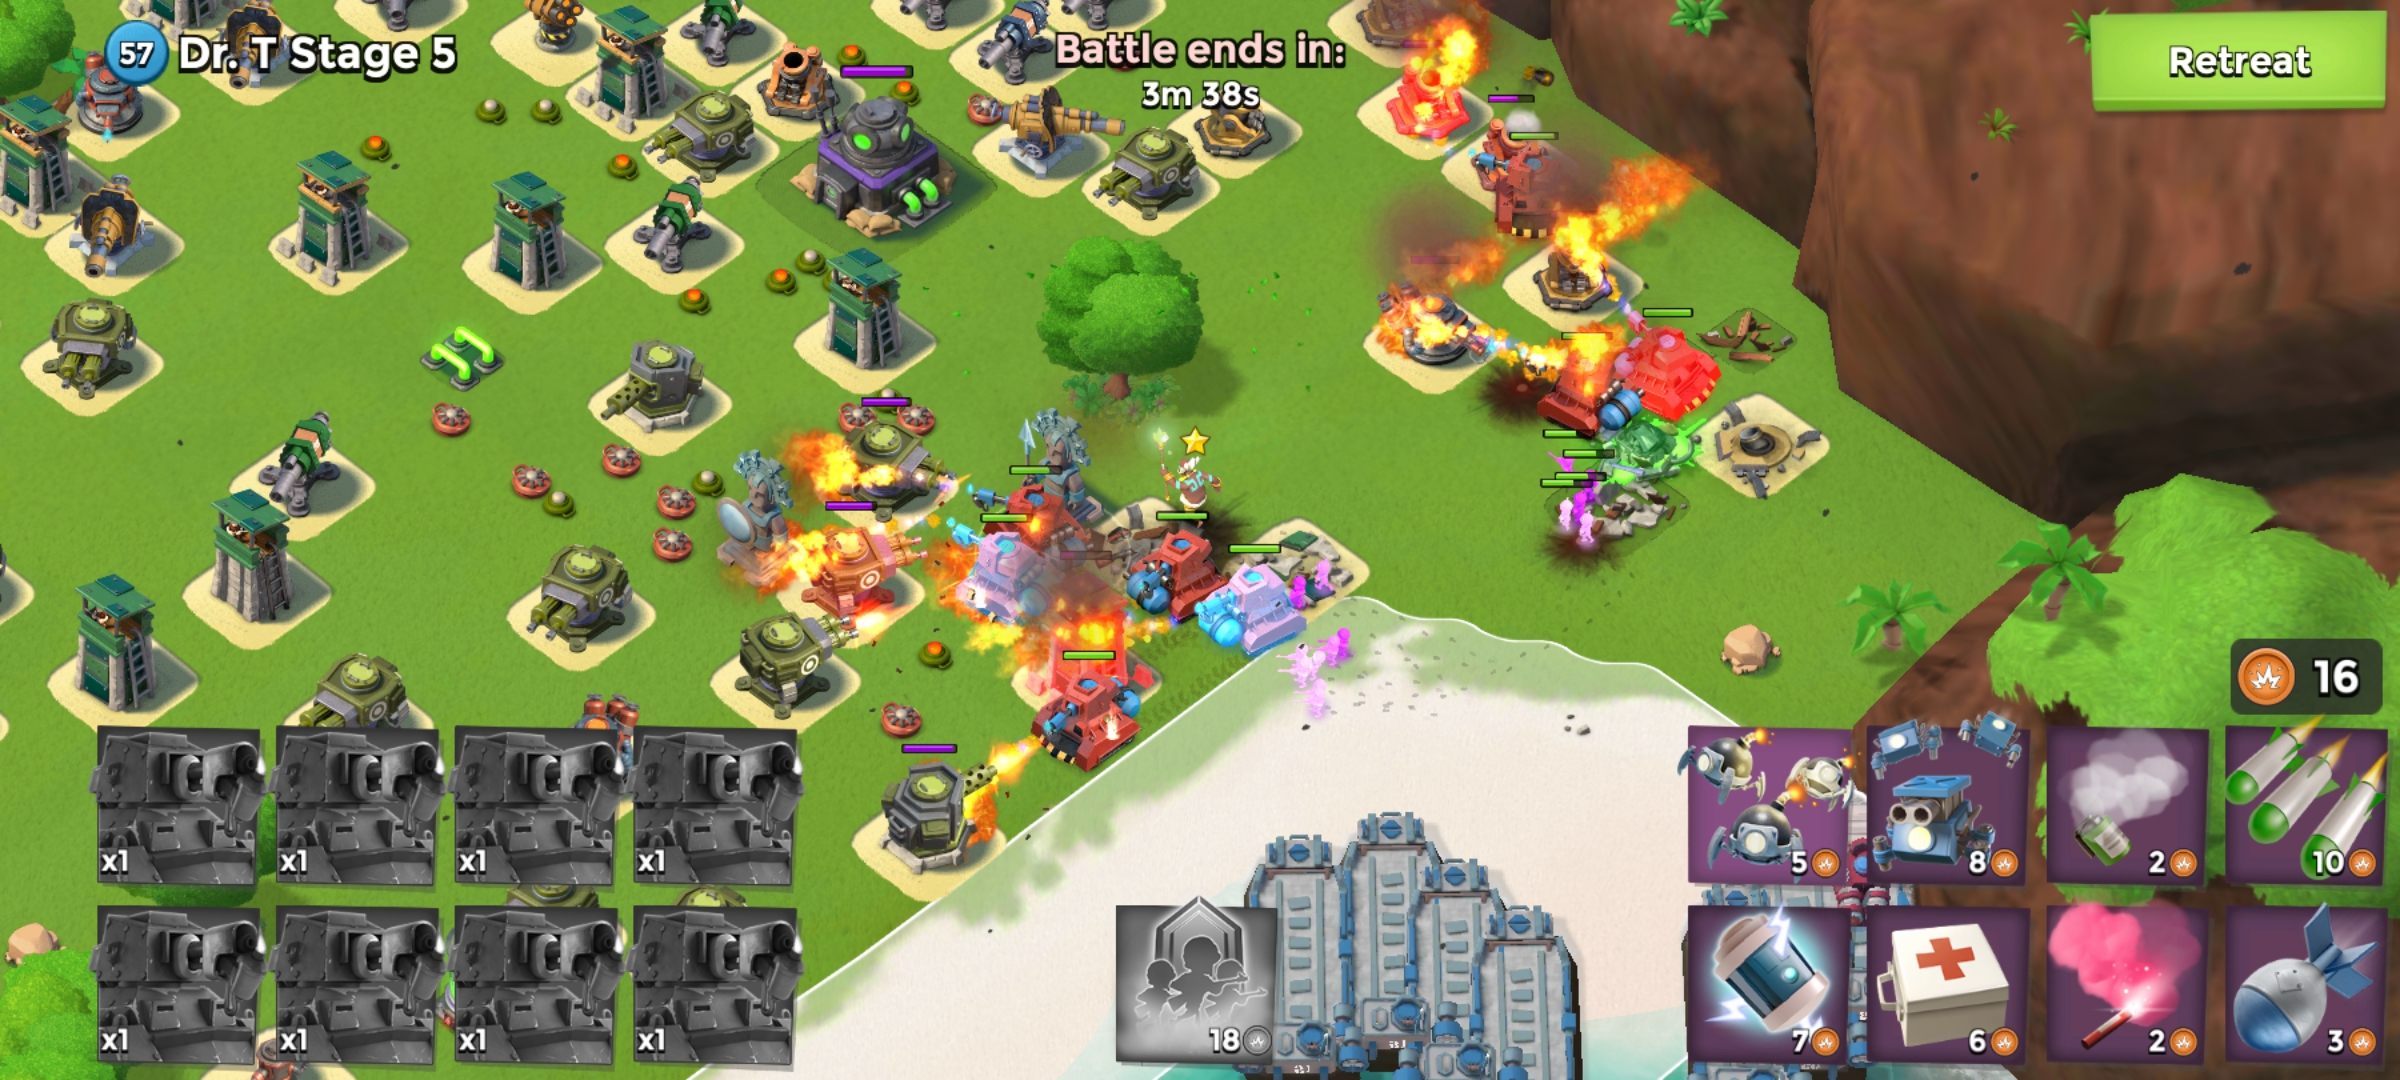 57 Dr. T Stage 5
Battle ends in:
3m 38s
Retreat
16
x1 x1 x1 x1
5 8 2 10
x1 x1 x1 x1
18
7 6 2 3